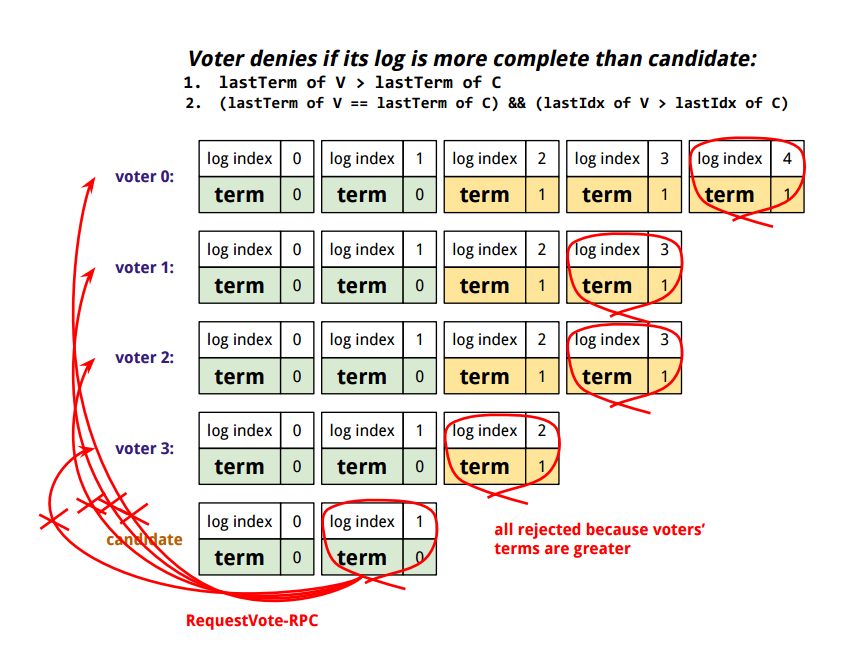 Voter denies if its log is more complete than candidate:
1. lastTerm of V > lastTerm of C
2. (lastTerm of V == lastTerm of C) && (lastIdx of V > lastIdx of C)
log index 0 log index 1 log index 2 log index 3 log index 4
voter 0:
term 0 term 0 term 1 term 1 term 1
log index 0 log index 1 log index 2 log index 3
voter 1:
term 0 term 0 term 1 term 1
log index 0 log index 1 log index 2 log index 3
voter 2:
term 0 term 0 term 1 term 1
log index 0 log index 1 log index 2
voter 3:
term 0 term 0 term 1
log index 0 log index 1
candidate
term 0 term 0
all rejected because voters’
terms are greater
RequestVote-RPC